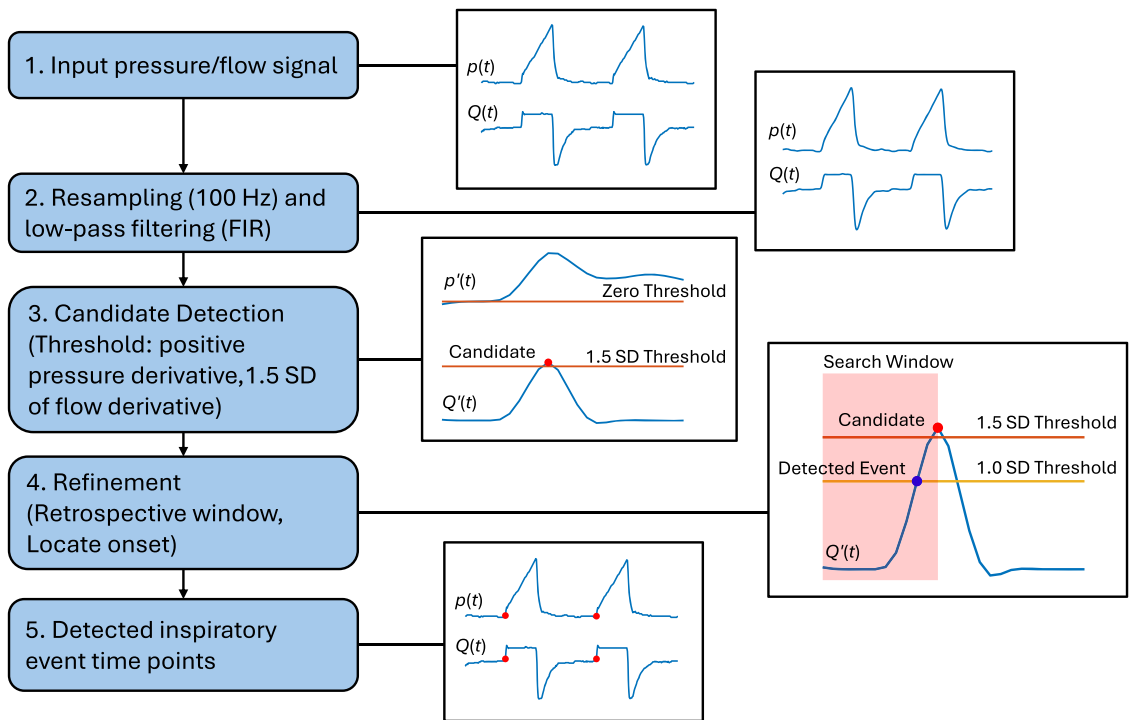 1. Input pressure/flow signal
p(t)
Q(t)
p(t)
Q(t)
2. Resampling (100 Hz) and
low-pass filtering (FIR)
p'(t)
Zero Threshold
Candidate
1.5 SD Threshold
Q'(t)
3. Candidate Detection
(Threshold: positive
pressure derivative,1.5 SD
of flow derivative)
Search Window
Candidate
1.5 SD Threshold
Detected Event
1.0 SD Threshold
Q'(t)
4. Refinement
(Retrospective window,
Locate onset)
p(t)
Q(t)
5. Detected inspiratory
event time points